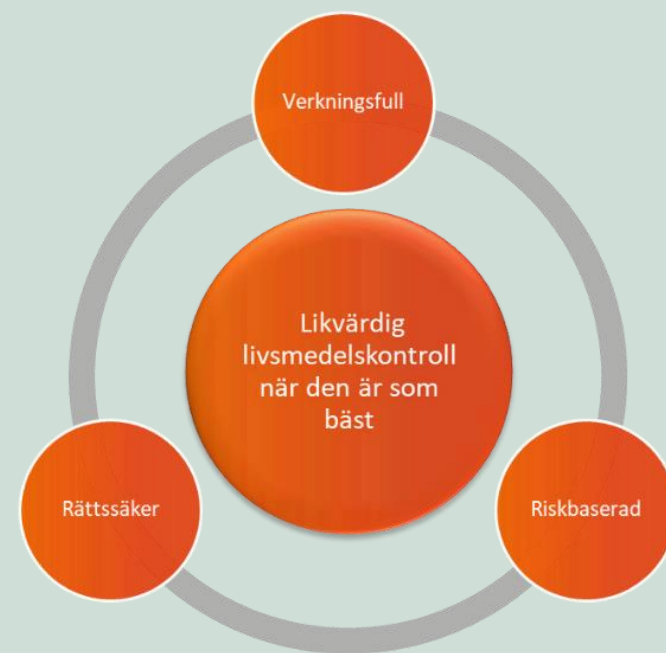 Verkningsfull
Likvärdig
livsmedelskontroll
när den är som
bäst
Rättssäker
Riskbaserad